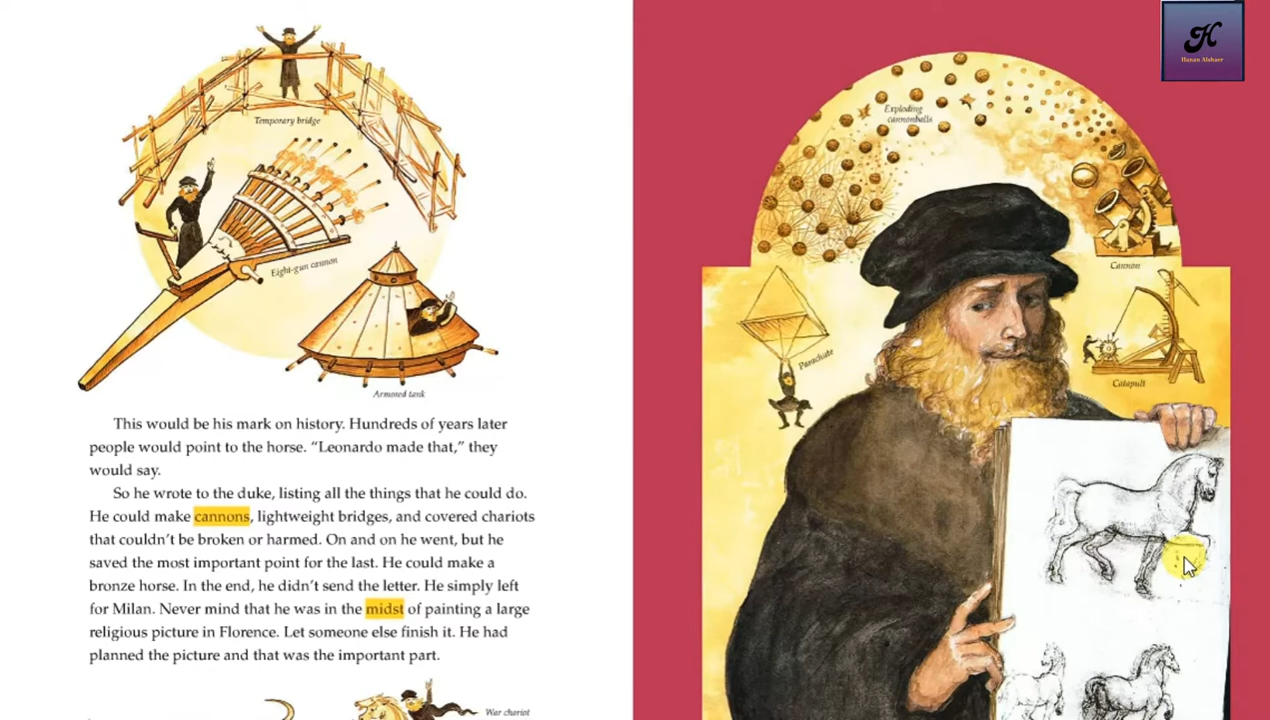 Temporary bridge
Eight-gun cannon
Armored tank
This would be his mark on history. Hundreds of years later
people would point to the horse. “Leonardo made that,” they
would say.
So he wrote to the duke, listing all the things that he could do.
He could make cannons, lightweight bridges, and covered chariots
that couldn’t be broken or harmed. On and on he went, but he
saved the most important point for the last. He could make a
bronze horse. In the end, he didn’t send the letter. He simply left
for Milan. Never mind that he was in the midst of painting a large
religious picture in Florence. Let someone else finish it. He had
planned the picture and that was the important part.
War chariot
H
Hanan Alshaer
Exploding
cannonballs
Cannon
Parachute
Catapult